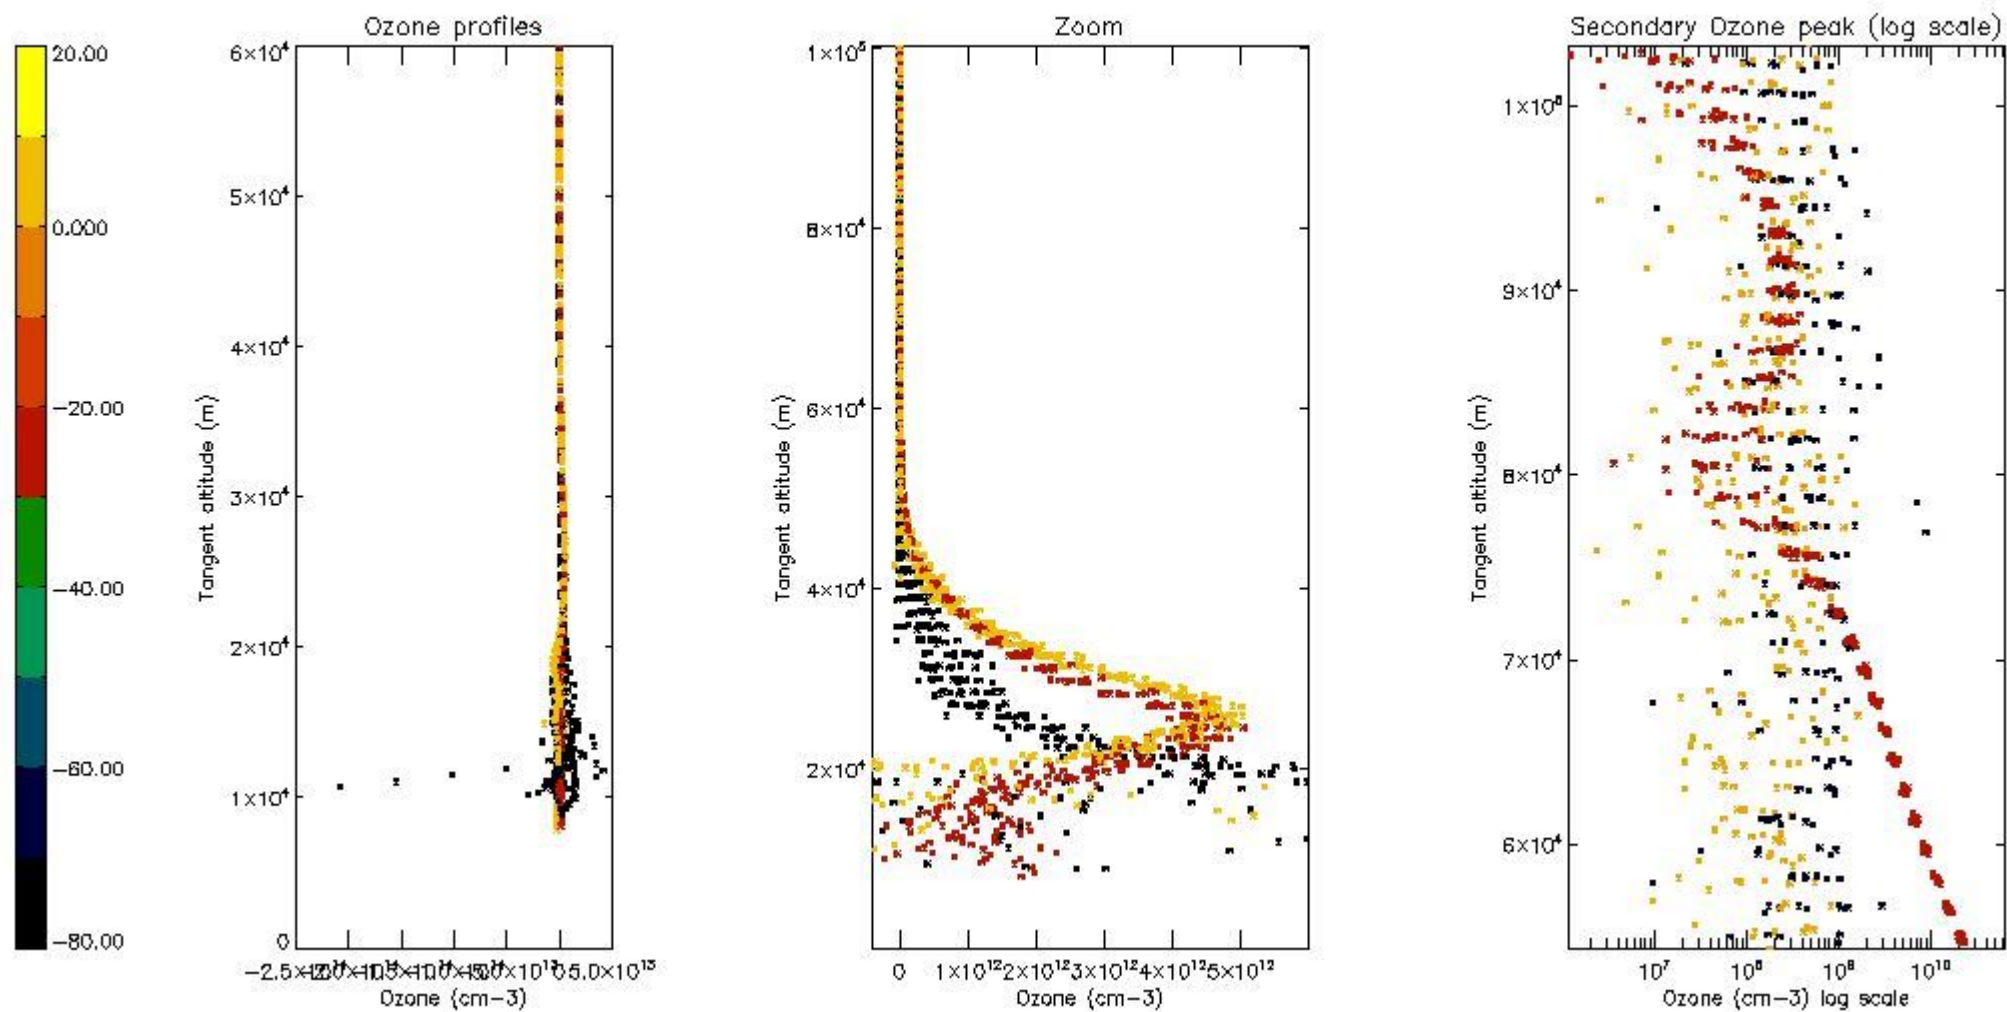 Ozone profiles
Zoom
Secondary Ozone peak (log scale)
20.00
0.000
−20.00
−40.00
−60.00
−80.00
6×10⁴
5×10⁴
4×10⁴
3×10⁴
2×10⁴
1×10⁴
0
Tangent altitude (m)
5.0×10¹³
Ozone (cm−3)
1×10⁵
8×10⁴
6×10⁴
4×10⁴
2×10⁴
Tangent altitude (m)
0 1×10¹² 2×10¹² 3×10¹² 4×10¹² 5×10¹²
Ozone (cm−3)
1×10⁵
9×10⁴
8×10⁴
7×10⁴
6×10⁴
Tangent altitude (m)
10⁷ 10⁸ 10⁹ 10¹⁰
Ozone (cm−3) log scale